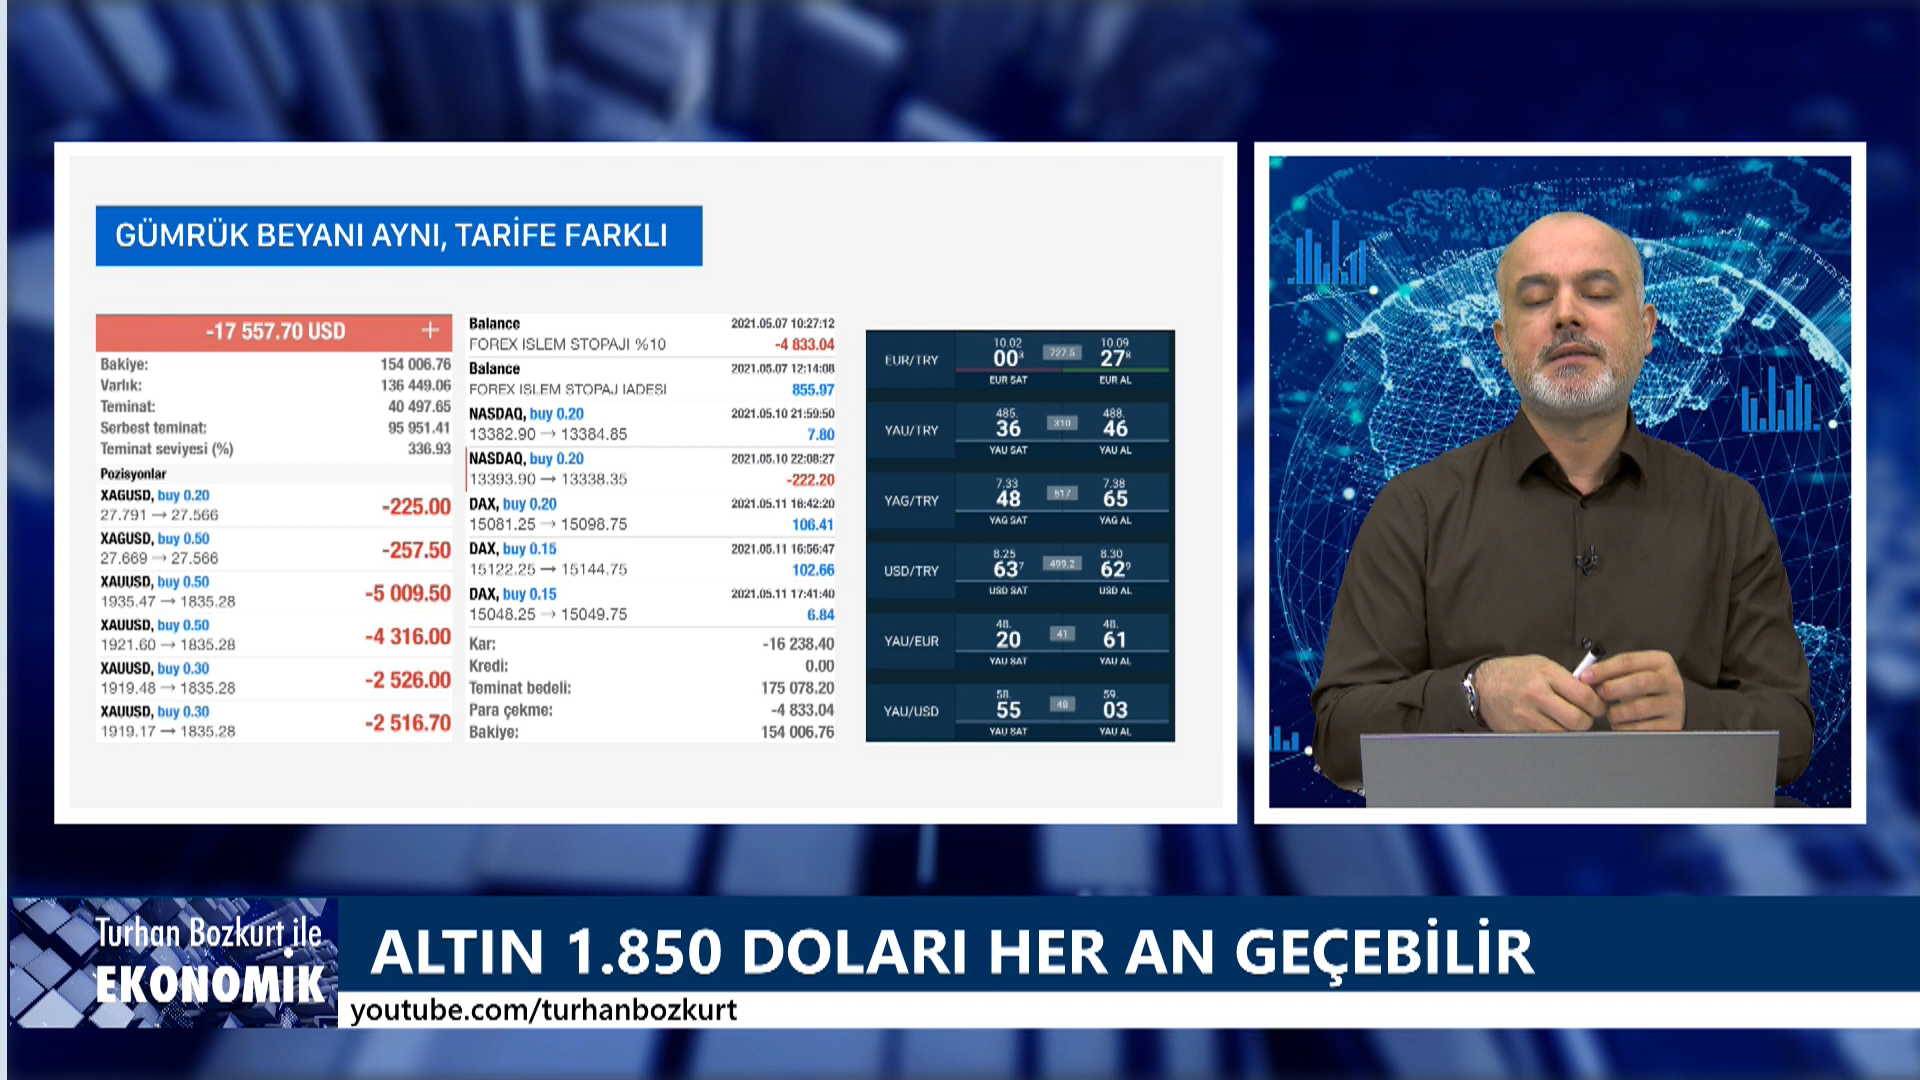 GÜMRÜK BEYANI AYNI, TARİFE FARKLI
-17 557.70 USD +
Bakiye: 154 006.76
Varlık: 136 449.06
Teminat: 40 497.65
Serbest teminat: 95 951.41
Teminat seviyesi (%) 336.93
Pozisyonlar
XAGUSD, buy 0.20
27.791 → 27.566
-225.00
XAGUSD, buy 0.50
27.669 → 27.566
-257.50
XAUUSD, buy 0.50
1935.47 → 1835.28
-5 009.50
XAUUSD, buy 0.50
1921.60 → 1835.28
-4 316.00
XAUUSD, buy 0.30
1919.48 → 1835.28
-2 526.00
XAUUSD, buy 0.30
1919.17 → 1835.28
-2 516.70
Balance 2021.05.07 10:27:12
FOREX ISLEM STOPAJI %10 -4 833.04
Balance 2021.05.07 12:14:08
FOREX ISLEM STOPAJ IADESI 855.97
NASDAQ, buy 0.20 2021.05.10 21:59:50
13382.90 → 13384.85 7.80
NASDAQ, buy 0.20 2021.05.10 22:08:27
13393.90 → 13338.35 -222.20
DAX, buy 0.20 2021.05.11 16:42:20
15081.25 → 15098.75 106.41
DAX, buy 0.15 2021.05.11 16:56:47
15122.25 → 15144.75 102.66
DAX, buy 0.15 2021.05.11 17:41:40
15048.25 → 15049.75 6.84
Kar: -16 238.40
Kredi: 0.00
Teminat bedeli: 175 078.20
Para çekme: -4 833.04
Bakiye: 154 006.76
10.02 10.09
EUR/TRY 00³ 727.5 27⁸
EUR SAT EUR AL
485. 488.
YAU/TRY 36 310 46
YAU SAT YAU AL
7.33 7.38
YAG/TRY 48 517 65
YAG SAT YAG AL
8.25 8.30
USD/TRY 63⁷ 499.2 62⁹
USD SAT USD AL
48. 48.
YAU/EUR 20 41 61
YAU SAT YAU AL
58. 59.
YAU/USD 55 48 03
YAU SAT YAU AL
Turhan Bozkurt ile
EKONOMİK
ALTIN 1.850 DOLARI HER AN GEÇEBİLİR
youtube.com/turhanbozkurt